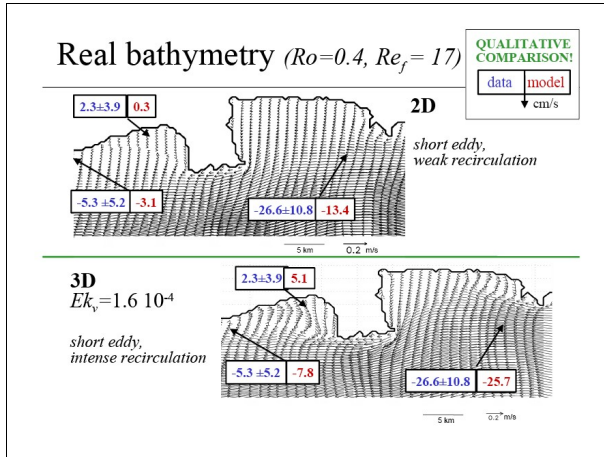 Real bathymetry (Ro=0.4, Re_f = 17)
QUALITATIVE
COMPARISON!
data model
cm/s
2.3±3.9 0.3
2D
short eddy,
weak recirculation
-5.3 ±5.2 -3.1
-26.6±10.8 -13.4
5 km 0.2 m/s
3D
Ek_v=1.6 10^-4
short eddy,
intense recirculation
2.3±3.9 5.1
-5.3 ±5.2 -7.8
-26.6±10.8 -25.7
5 km 0.2 m/s